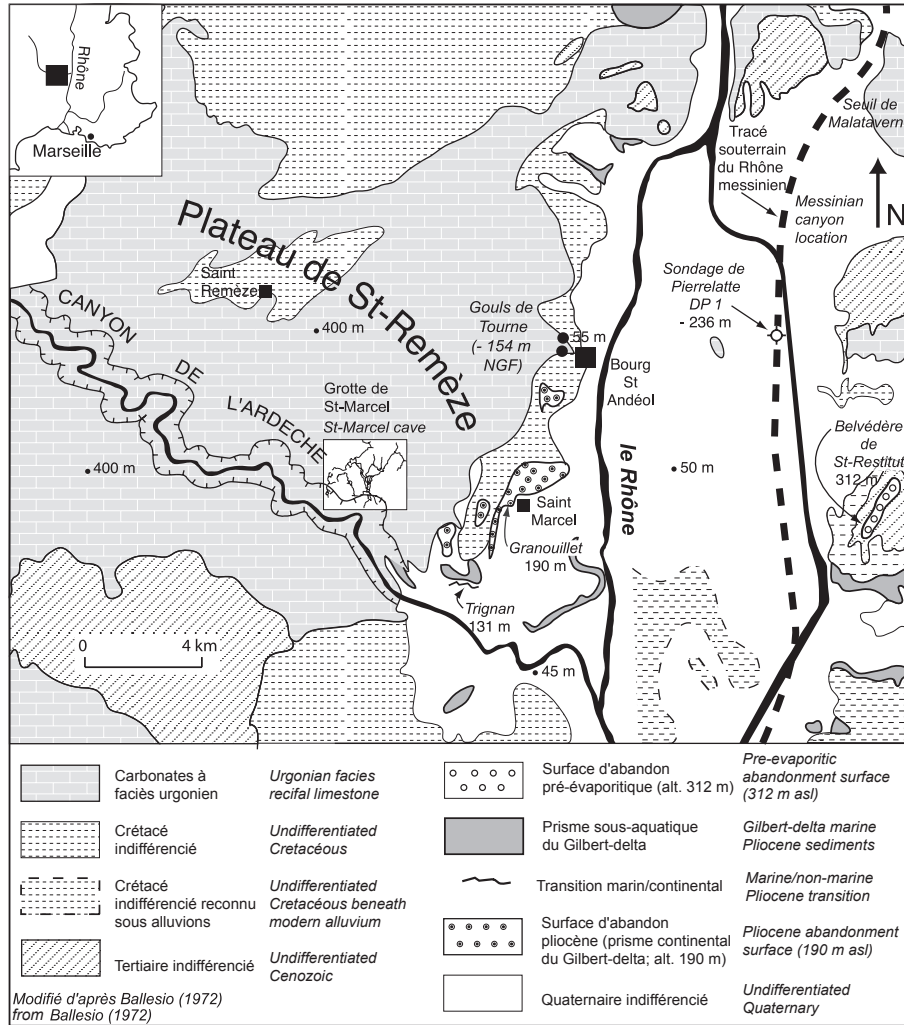 Rhône
Marseille
Plateau de St-Remèze
Saint
Remèze
400 m
CANYON
DE
L'ARDECHE
400 m
Grotte de
St-Marcel
St-Marcel cave
Gouls de
Tourne
(- 154 m
NGF)
55 m
Bourg
St
Andéol
le Rhône
50 m
Saint
Marcel
Granouillet
190 m
Trignan
131 m
45 m
0 4 km
Seuil de
Malatavern
Tracé
souterrain
du Rhône
messinien
Messinian
canyon
location
N
Sondage de
Pierrelatte
DP 1
- 236 m
Belvédère
de
St-Restitut
312 m
Carbonates à
faciès urgonien
Urgonian facies
recifal limestone
Crétacé
indifférencié
Undifferentiated
Cretacéous
Crétacé
indifférencié reconnu
sous alluvions
Undifferentiated
Cretacéous beneath
modern alluvium
Tertiaire indifférencié
Undifferentiated
Cenozoic
Modifié d'après Ballesio (1972)
from Ballesio (1972)
Surface d'abandon
pré-évaporitique (alt. 312 m)
Pre-evaporitic
abandonment surface
(312 m asl)
Prisme sous-aquatique
du Gilbert-delta
Gilbert-delta marine
Pliocene sediments
Transition marin/continental
Marine/non-marine
Pliocene transition
Surface d'abandon
pliocène (prisme continental
du Gilbert-delta; alt. 190 m)
Pliocene abandonment
surface (190 m asl)
Quaternaire indifférencié
Undifferentiated
Quaternary